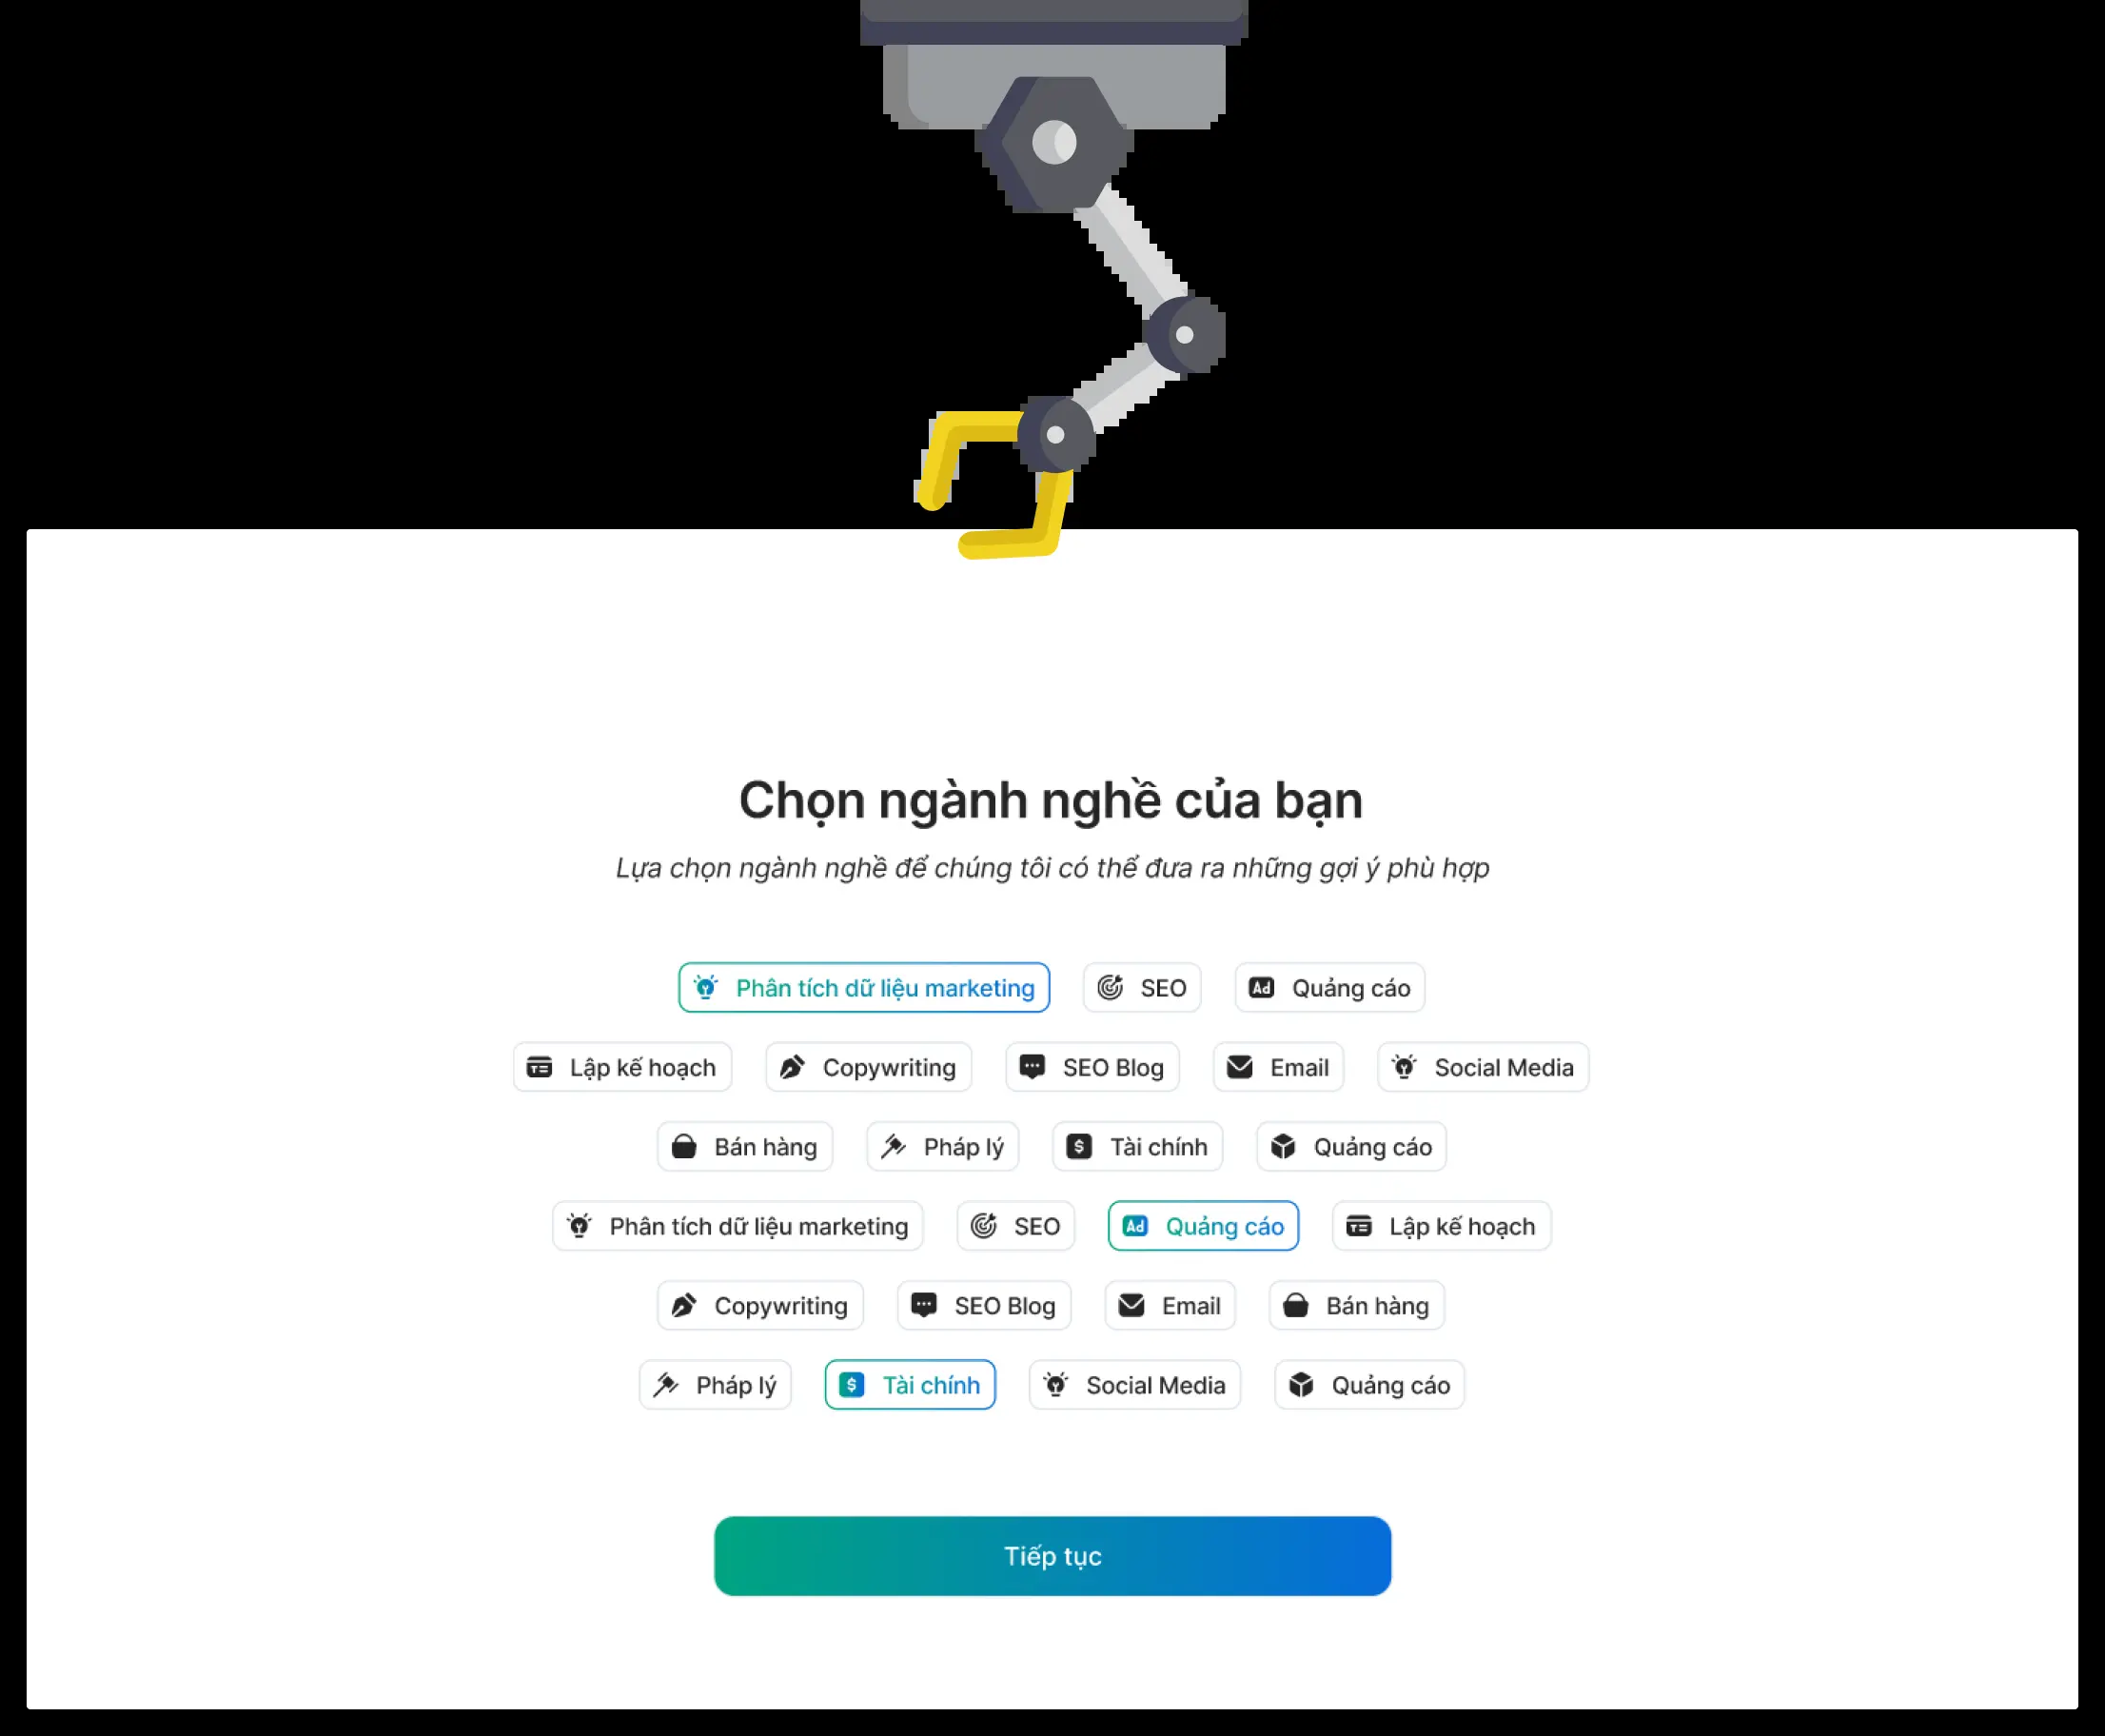 Chọn ngành nghề của bạn
Lựa chọn ngành nghề để chúng tôi có thể đưa ra những gợi ý phù hợp
Phân tích dữ liệu marketing SEO Ad Quảng cáo
Lập kế hoạch Copywriting SEO Blog Email Social Media
Bán hàng Pháp lý $ Tài chính Quảng cáo
Phân tích dữ liệu marketing SEO Ad Quảng cáo Lập kế hoạch
Copywriting SEO Blog Email Bán hàng
Pháp lý $ Tài chính Social Media Quảng cáo
Tiếp tục